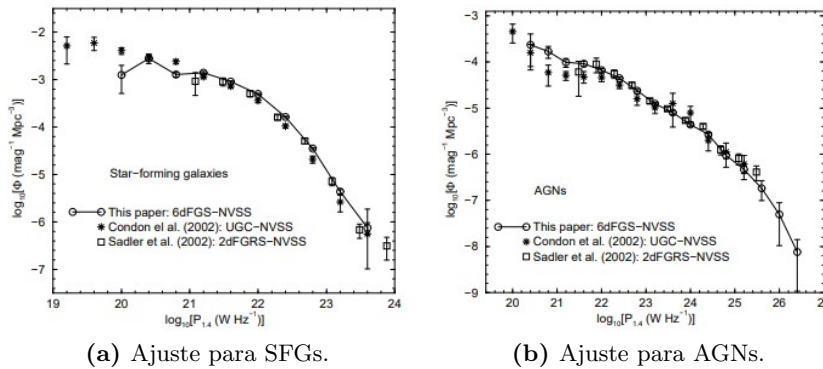 -2
-3
-4
-5
-6
-7
log₁₀[Φ (mag⁻¹ Mpc⁻³)]
Star-forming galaxies
This paper: 6dFGS-NVSS
Condon et al. (2002): UGC-NVSS
Sadler et al. (2002): 2dFGRS-NVSS
19 20 21 22 23 24
log₁₀[P₁.₄ (W Hz⁻¹)]
(a) Ajuste para SFGs.
-3
-4
-5
-6
-7
-8
-9
log₁₀[Φ (mag⁻¹ Mpc⁻³)]
AGNs
This paper: 6dFGS-NVSS
Condon et al. (2002): UGC-NVSS
Sadler et al. (2002): 2dFGRS-NVSS
20 21 22 23 24 25 26 27
log₁₀[P₁.₄ (W Hz⁻¹)]
(b) Ajuste para AGNs.